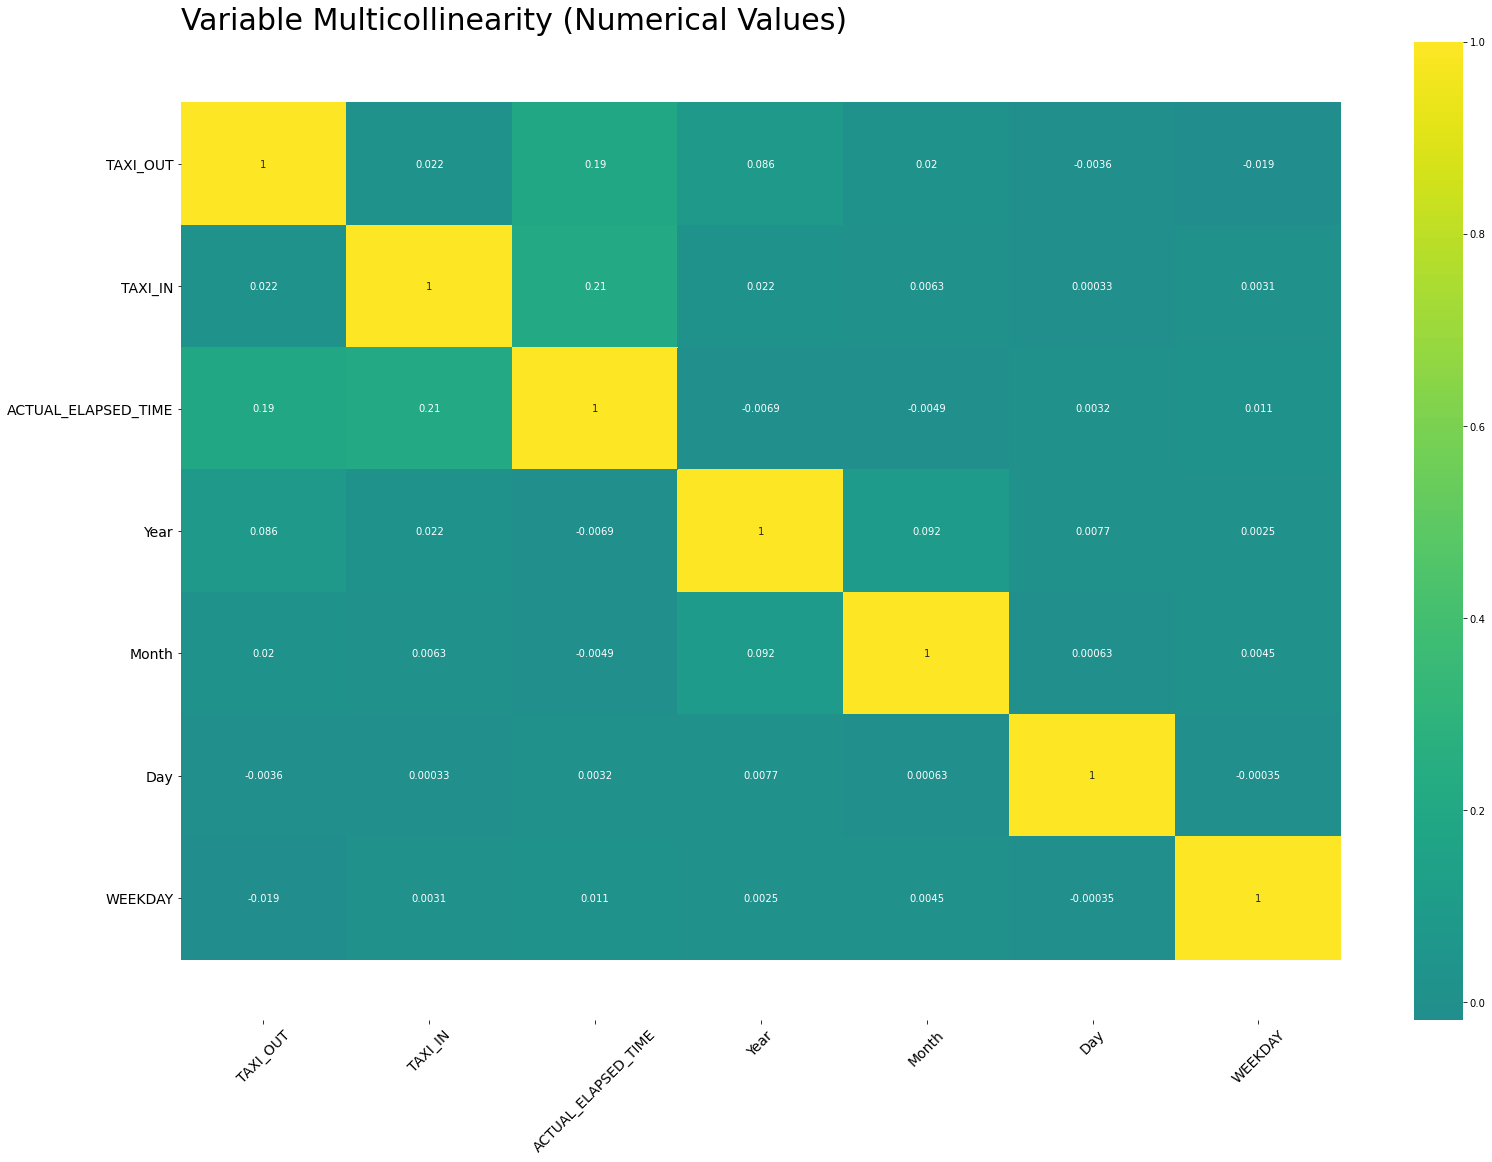 Variable Multicollinearity (Numerical Values)
TAXI_OUT 1 0.022 0.19 0.086 0.02 -0.0036 -0.019
TAXI_IN 0.022 1 0.21 0.022 0.0063 0.00033 0.0031
ACTUAL_ELAPSED_TIME 0.19 0.21 1 -0.0069 -0.0049 0.0032 0.011
Year 0.086 0.022 -0.0069 1 0.092 0.0077 0.0025
Month 0.02 0.0063 -0.0049 0.092 1 0.00063 0.0045
Day -0.0036 0.00033 0.0032 0.0077 0.00063 1 -0.00035
WEEKDAY -0.019 0.0031 0.011 0.0025 0.0045 -0.00035 1
TAXI_OUT TAXI_IN ACTUAL_ELAPSED_TIME Year Month Day WEEKDAY
1.0
0.8
0.6
0.4
0.2
0.0